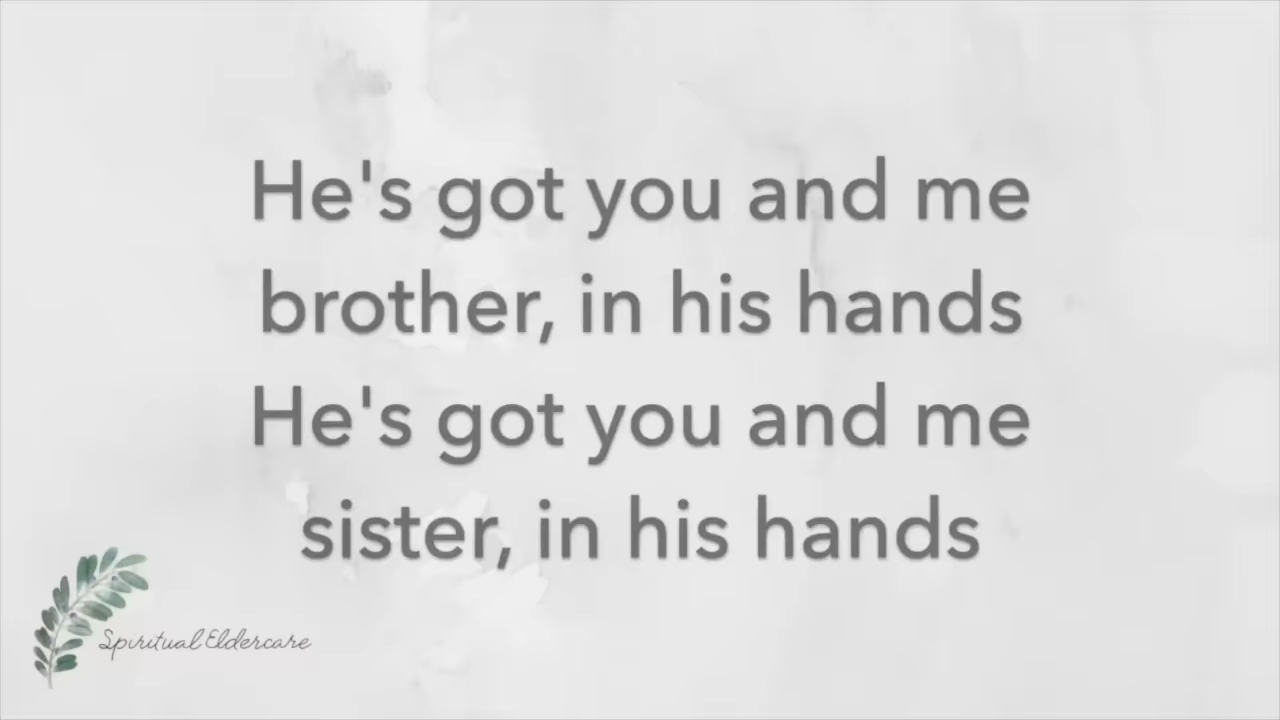 He's got you and me
brother, in his hands
He's got you and me
sister, in his hands
Spiritual Eldercare